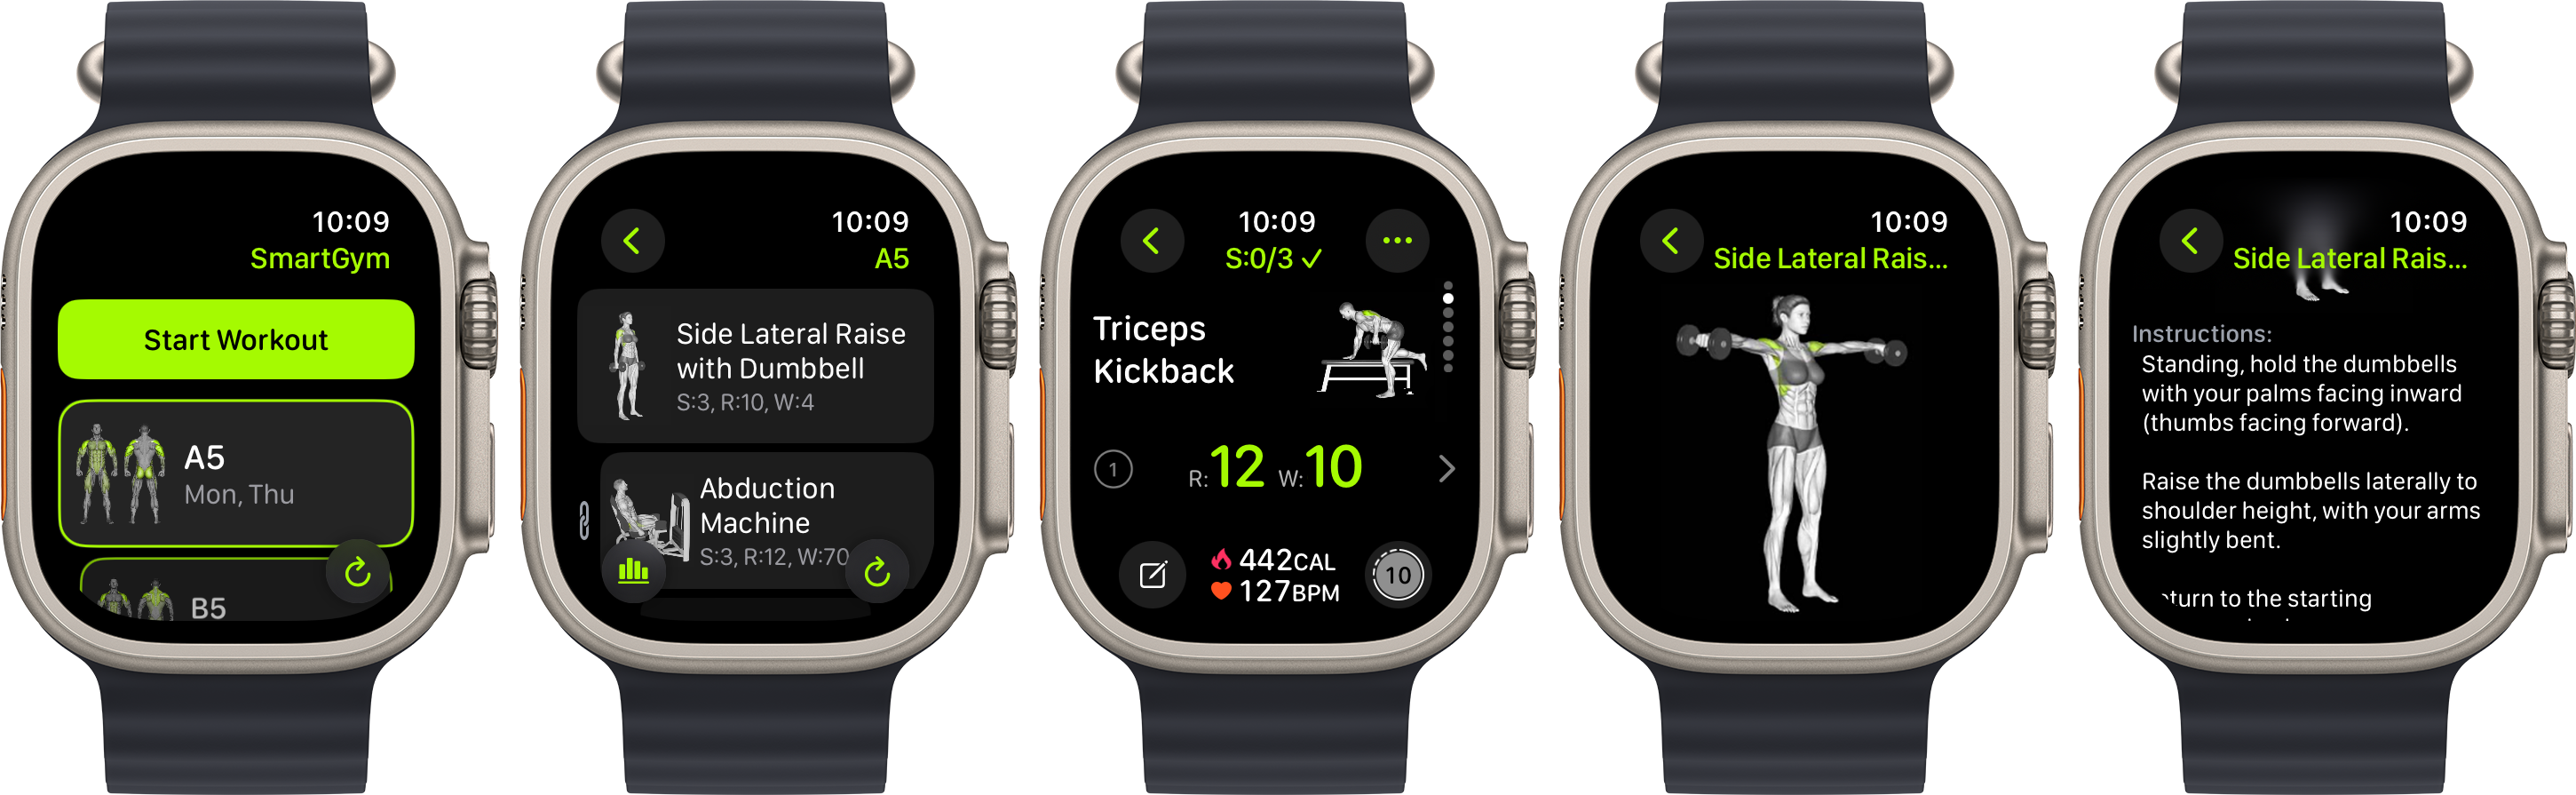 10:09
SmartGym
Start Workout
A5
Mon, Thu
B5
10:09
A5
Side Lateral Raise
with Dumbbell
S:3, R:10, W:4
Abduction
Machine
S:3, R:12, W:70
10:09
S:0/3 ✓
Triceps
Kickback
1
R:12 W:10
442CAL
127BPM
10
10:09
Side Lateral Rais...
10:09
Side Lateral Rais...
Instructions:
Standing, hold the dumbbells
with your palms facing inward
(thumbs facing forward).
Raise the dumbbells laterally to
shoulder height, with your arms
slightly bent.
to the starting